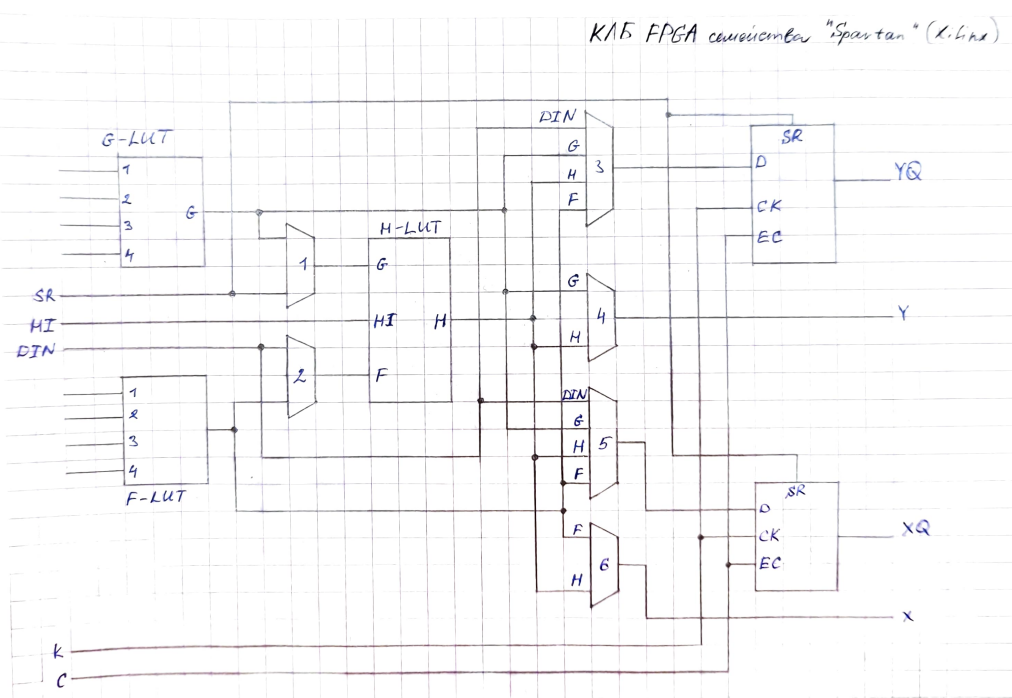 КЛБ FPGA семейства "Spartan" (Xilinx)
G-LUT
1
2
3
4
G
SR
HI
DIN
1
2
3
4
F-LUT
1
2
H-LUT
G
HI
H
F
DIN
G
H
F
3
G
H
4
DIN
G
H
F
5
F
H
6
SR
D
CK
EC
YQ
Y
SR
D
CK
EC
XQ
X
K
C